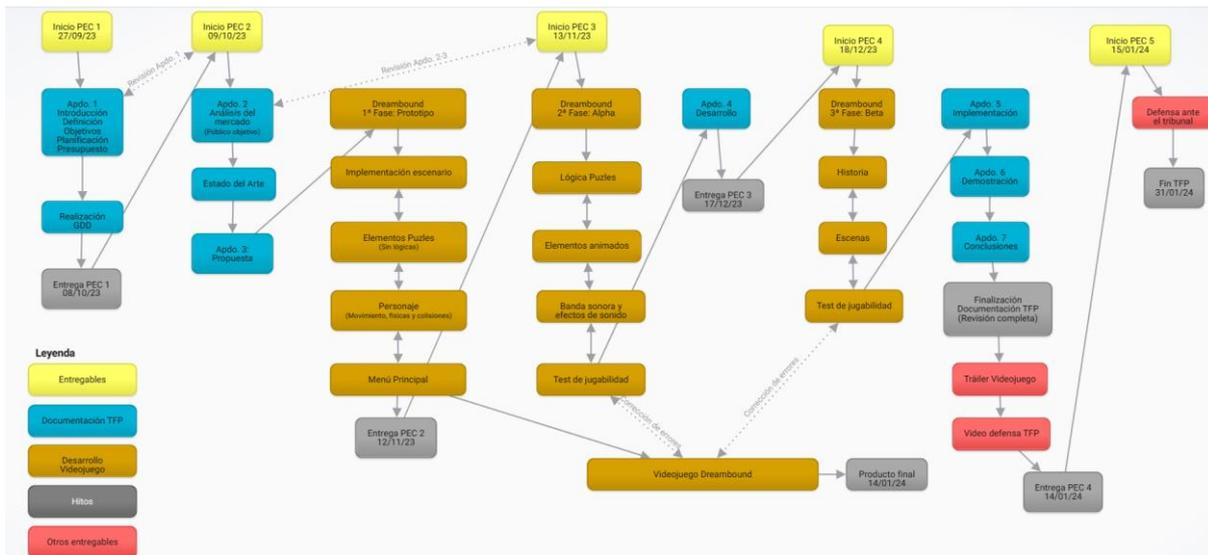 Inicio PEC 1
27/09/23
Apdo. 1
Introducción
Definición
Objetivos
Planificación
Presupuesto
Realización
GDD
Entrega PEC 1
08/10/23
Revisión Apdo. 1
Inicio PEC 2
09/10/23
Apdo. 2
Análisis del
mercado
(Público objetivo)
Estado del Arte
Apdo. 3:
Propuesta
Revisión Apdo. 2-3
Dreambound
1ª Fase: Prototipo
Implementación escenario
Elementos Puzles
(Sin lógicas)
Personaje
(Movimiento, físicas y colisiones)
Menú Principal
Entrega PEC 2
12/11/23
Inicio PEC 3
13/11/23
Dreambound
2ª Fase: Alpha
Lógica Puzles
Elementos animados
Banda sonora y
efectos de sonido
Test de jugabilidad
Corrección de errores
Apdo. 4
Desarrollo
Entrega PEC 3
17/12/23
Inicio PEC 4
18/12/23
Dreambound
3ª Fase: Beta
Historia
Escenas
Test de jugabilidad
Corrección de errores
Videojuego Dreambound
Producto final
14/01/24
Apdo. 5
Implementación
Apdo. 6
Demostración
Apdo. 7
Conclusiones
Finalización
Documentación TFP
(Revisión completa)
Tráiler Videojuego
Video defensa TFP
Entrega PEC 4
14/01/24
Inicio PEC 5
15/01/24
Defensa ante
el tribunal
Fin TFP
31/01/24
Leyenda
Entregables
Documentación TFP
Desarrollo
Videojuego
Hitos
Otros entregables